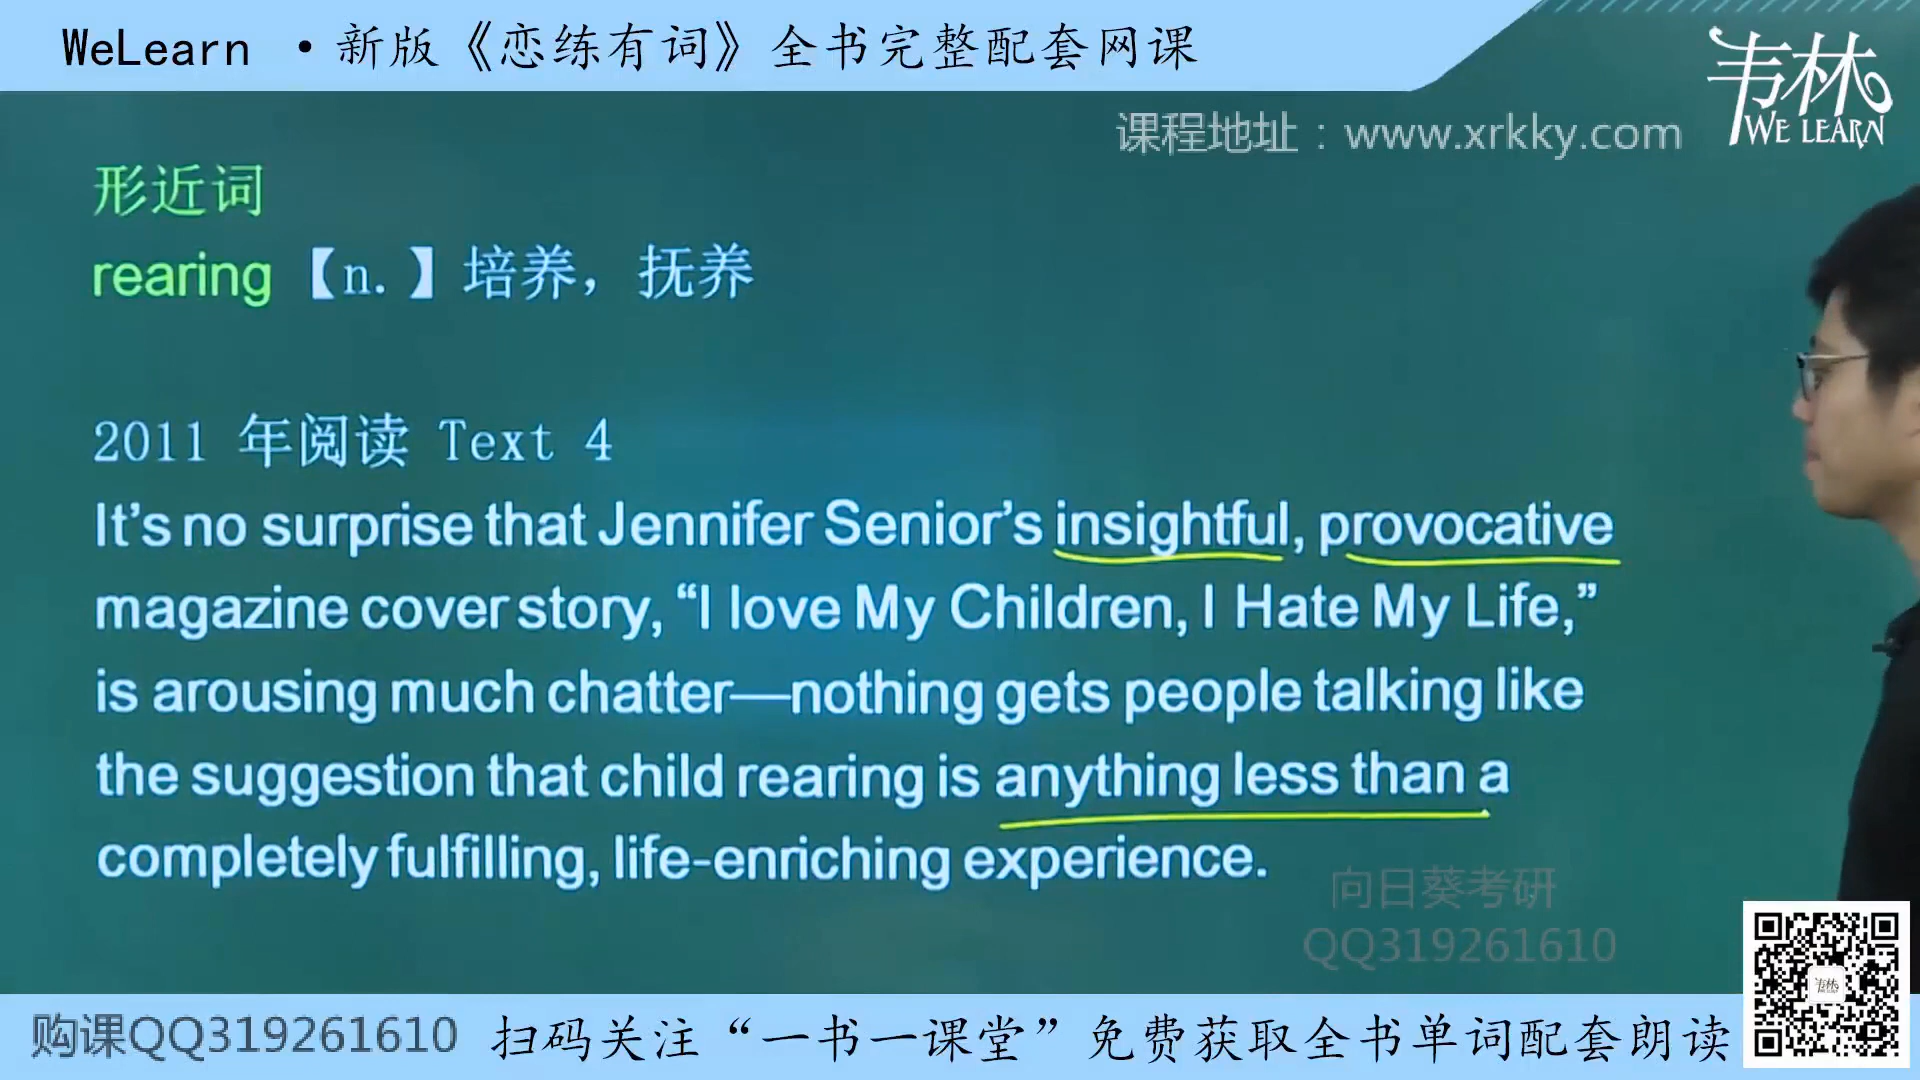 WeLearn ·新版《恋练有词》全书完整配套网课
韦林
WE LEARN
课程地址：www.xrkky.com
形近词
rearing【n.】培养，抚养
2011 年阅读 Text 4
It’s no surprise that Jennifer Senior’s insightful, provocative
magazine cover story, “I love My Children, I Hate My Life,”
is arousing much chatter—nothing gets people talking like
the suggestion that child rearing is anything less than a
completely fulfilling, life-enriching experience.
向日葵考研
QQ319261610
购课QQ319261610 扫码关注“一书一课堂”免费获取全书单词配套朗读
韦林